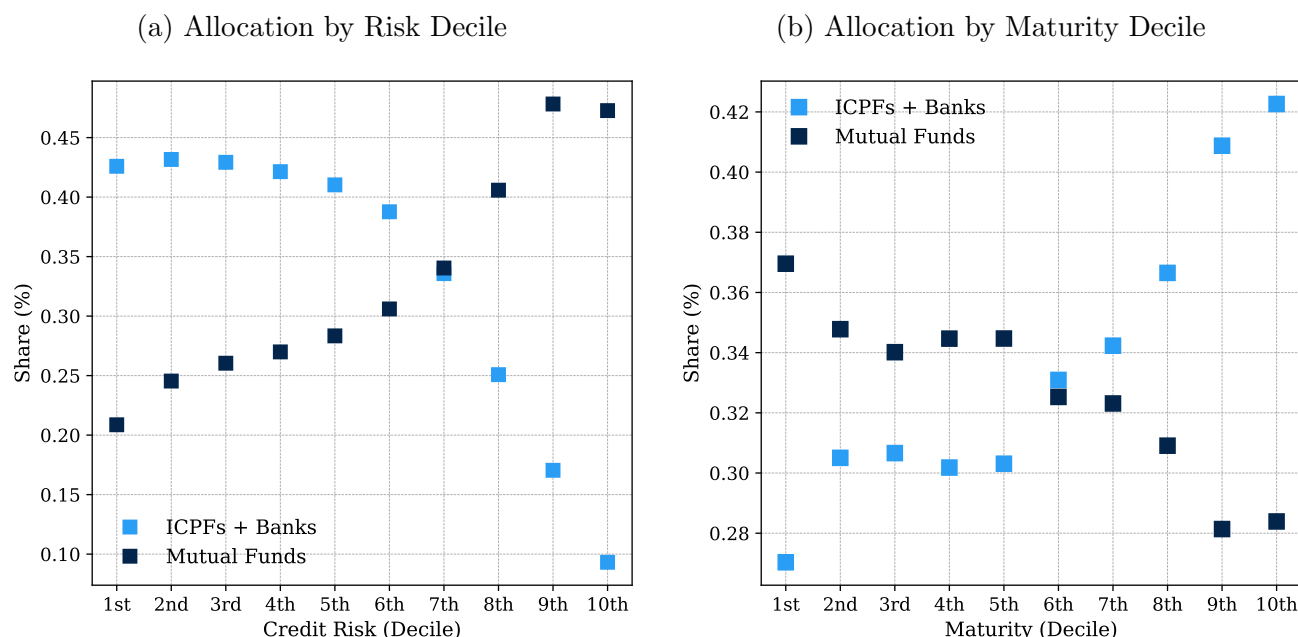 (a) Allocation by Risk Decile
0.45
0.40
0.35
0.30
0.25
0.20
0.15
0.10
Share (%)
ICPFs + Banks
Mutual Funds
1st 2nd 3rd 4th 5th 6th 7th 8th 9th 10th
Credit Risk (Decile)
(b) Allocation by Maturity Decile
0.42
0.40
0.38
0.36
0.34
0.32
0.30
0.28
Share (%)
ICPFs + Banks
Mutual Funds
1st 2nd 3rd 4th 5th 6th 7th 8th 9th 10th
Maturity (Decile)